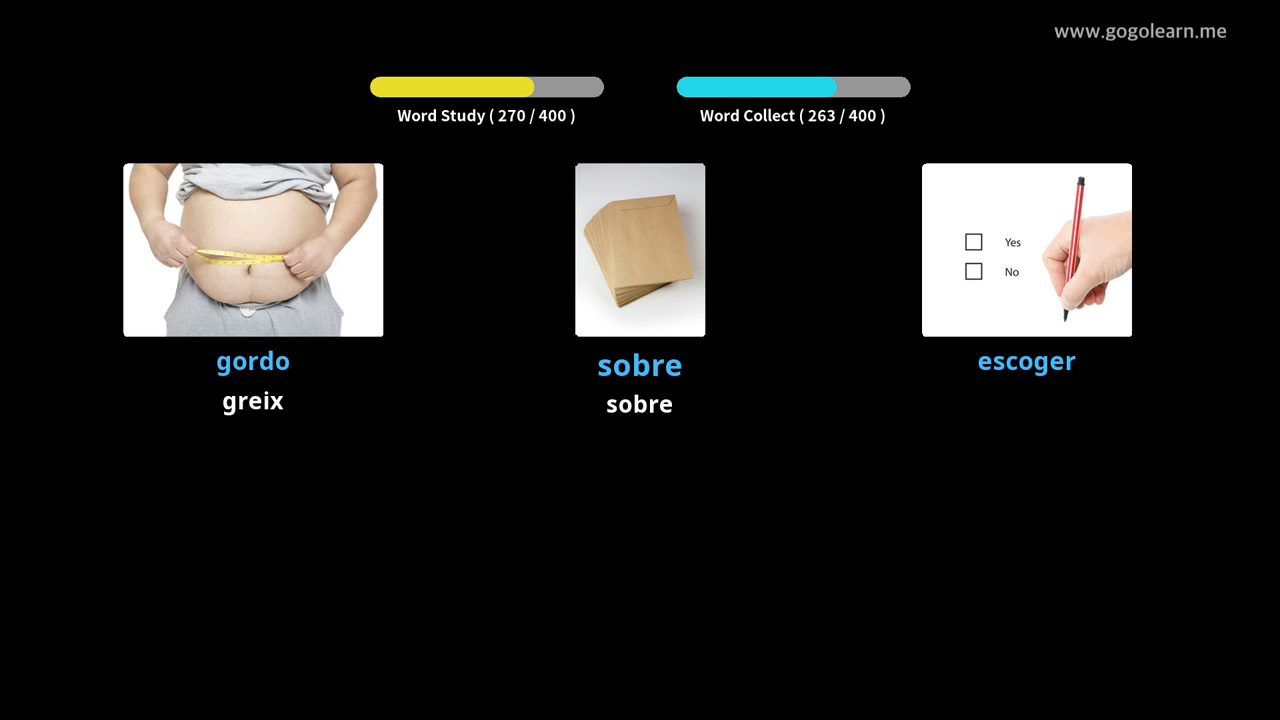 www.gogolearn.me
Word Study ( 270 / 400 )
Word Collect ( 263 / 400 )
Yes
No
gordo
sobre
escoger
greix
sobre